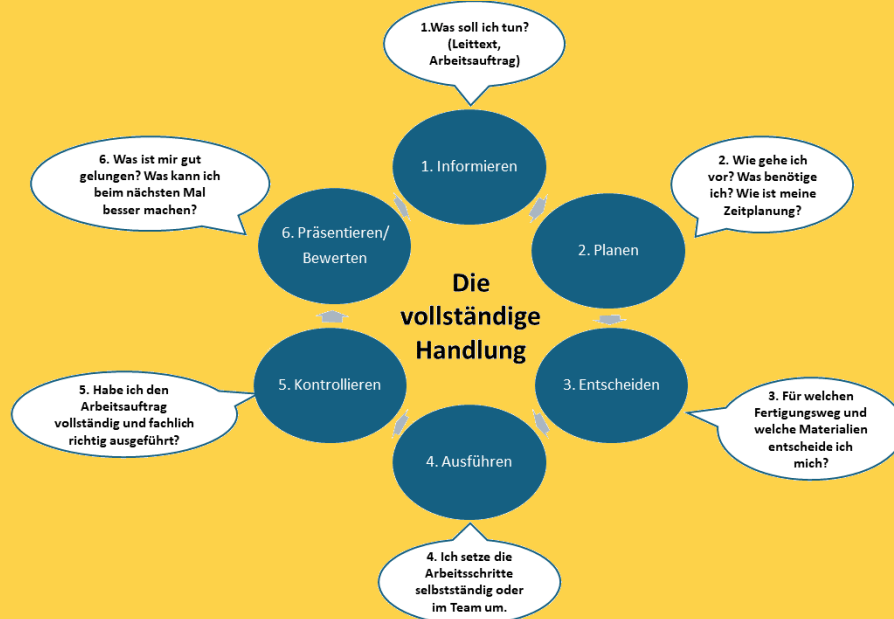 1.Was soll ich tun?
(Leittext,
Arbeitsauftrag)
1. Informieren
2. Wie gehe ich
vor? Was benötige
ich? Wie ist meine
Zeitplanung?
2. Planen
3. Entscheiden
3. Für welchen
Fertigungsweg und
welche Materialien
entscheide ich
mich?
4. Ausführen
4. Ich setze die
Arbeitsschritte
selbstständig oder
im Team um.
5. Kontrollieren
5. Habe ich den
Arbeitsauftrag
vollständig und fachlich
richtig ausgeführt?
6. Präsentieren/
Bewerten
6. Was ist mir gut
gelungen? Was kann ich
beim nächsten Mal
besser machen?
Die
vollständige
Handlung